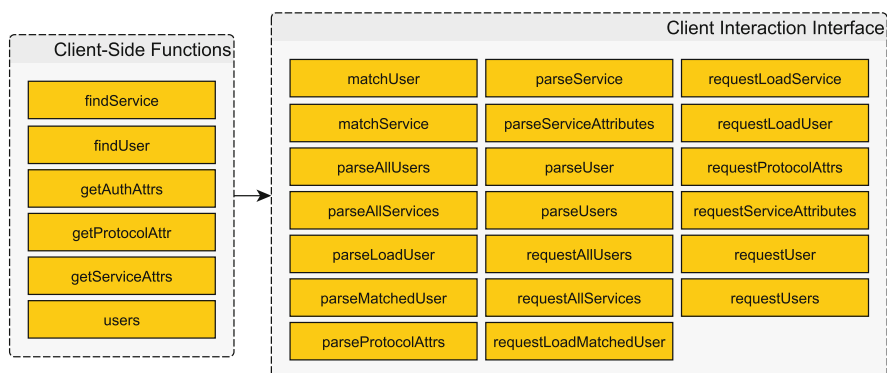 Client-Side Functions
findService
findUser
getAuthAttrs
getProtocolAttr
getServiceAttrs
users
Client Interaction Interface
matchUser
matchService
parseAllUsers
parseAllServices
parseLoadUser
parseMatchedUser
parseProtocolAttrs
parseService
parseServiceAttributes
parseUser
parseUsers
requestAllUsers
requestAllServices
requestLoadMatchedUser
requestLoadService
requestLoadUser
requestProtocolAttrs
requestServiceAttributes
requestUser
requestUsers